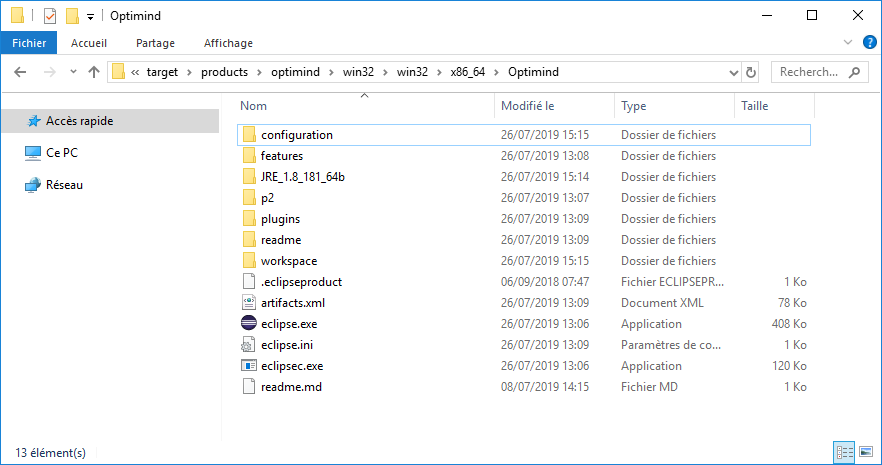 Optimind
Fichier Accueil Partage Affichage
« target › products › optimind › win32 › win32 › x86_64 › Optimind Recherch...
Nom Modifié le Type Taille
Accès rapide
Ce PC
Réseau
configuration 26/07/2019 15:15 Dossier de fichiers
features 26/07/2019 13:08 Dossier de fichiers
JRE_1.8_181_64b 26/07/2019 15:14 Dossier de fichiers
p2 26/07/2019 13:07 Dossier de fichiers
plugins 26/07/2019 13:09 Dossier de fichiers
readme 26/07/2019 13:09 Dossier de fichiers
workspace 26/07/2019 15:15 Dossier de fichiers
.eclipseproduct 06/09/2018 07:47 Fichier ECLIPSEPR... 1 Ko
artifacts.xml 26/07/2019 13:09 Document XML 78 Ko
eclipse.exe 26/07/2019 13:06 Application 408 Ko
eclipse.ini 26/07/2019 13:09 Paramètres de co... 1 Ko
eclipsec.exe 26/07/2019 13:06 Application 120 Ko
readme.md 08/07/2019 14:15 Fichier MD 1 Ko
13 élément(s)